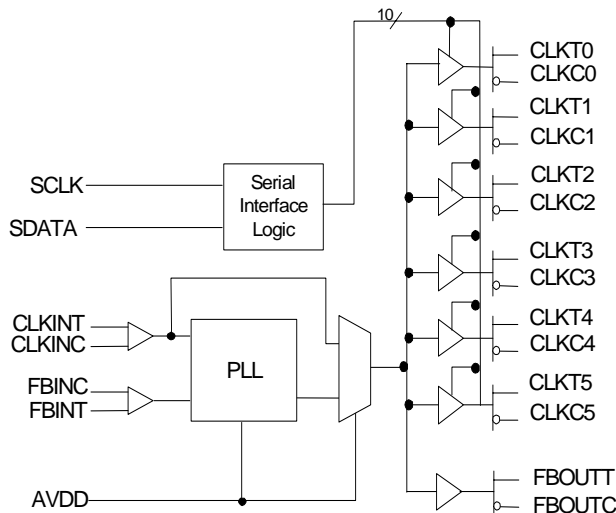 10
CLKT0
CLKC0
CLKT1
CLKC1
CLKT2
CLKC2
CLKT3
CLKC3
CLKT4
CLKC4
CLKT5
CLKC5
FBOUTT
FBOUTC
SCLK
SDATA
Serial
Interface
Logic
CLKINT
CLKINC
FBINC
FBINT
PLL
AVDD